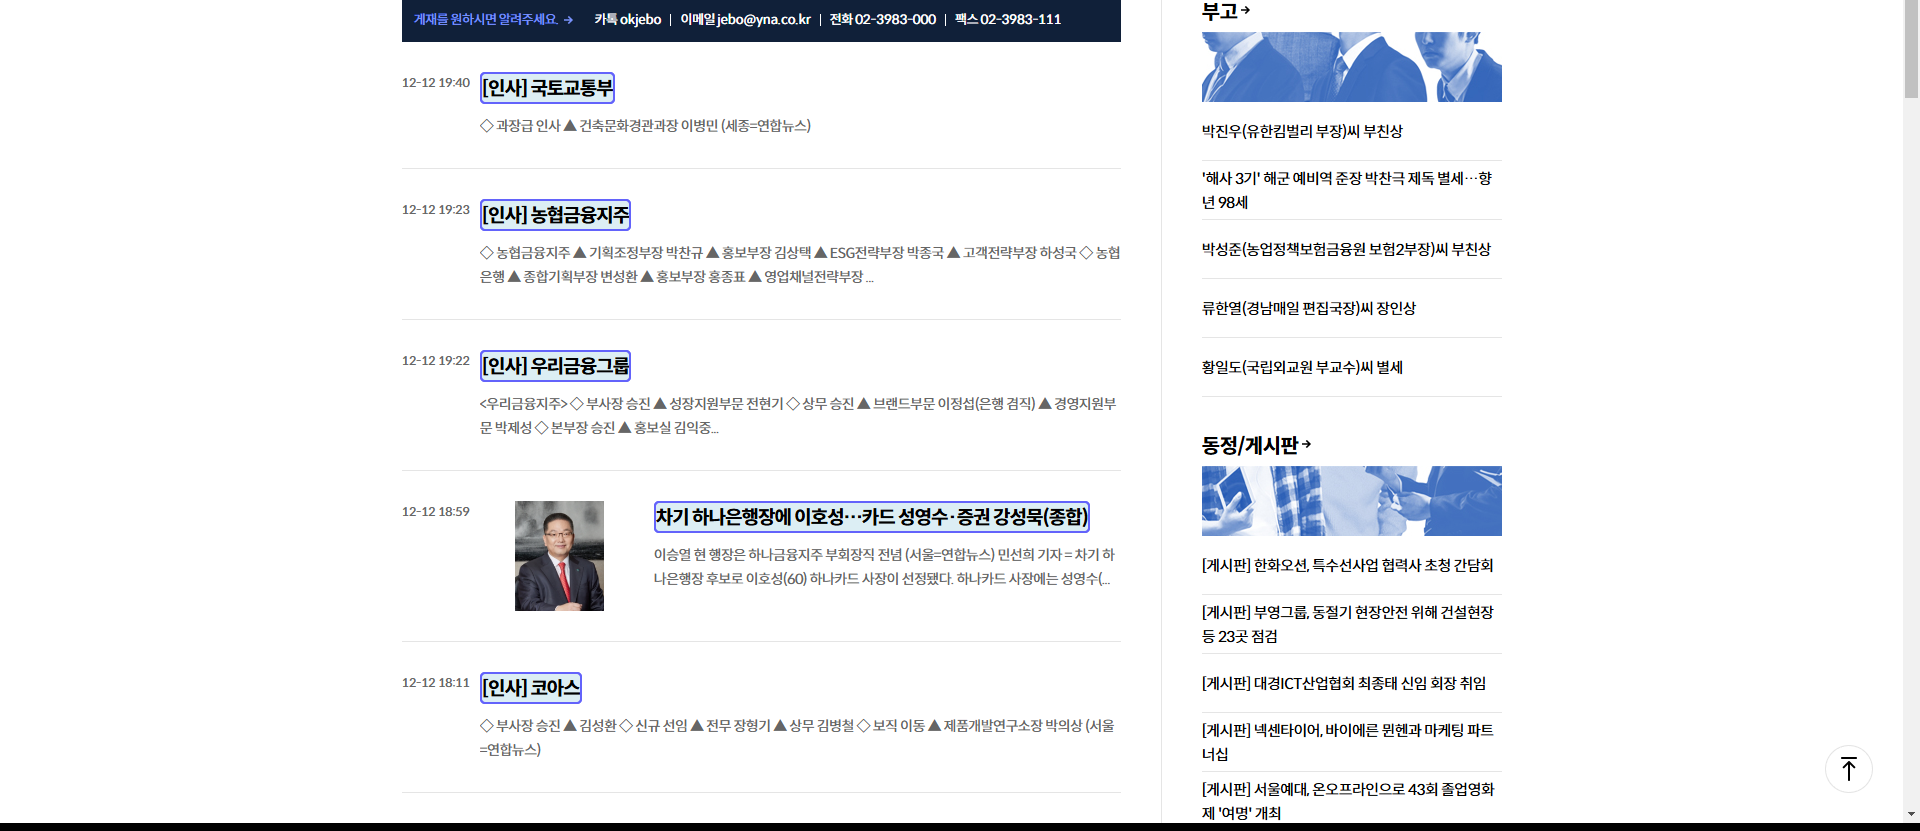 게재를 원하시면 알려주세요. →
카톡 okjebo | 이메일 jebo@yna.co.kr | 전화 02-3983-000 | 팩스 02-3983-111
12-12 19:40
[인사] 국토교통부
◇ 과장급 인사 ▲ 건축문화경관과장 이병민 (세종=연합뉴스)
12-12 19:23
[인사] 농협금융지주
◇ 농협금융지주 ▲ 기획조정부장 박찬규 ▲ 홍보부장 김상택 ▲ ESG전략부장 박종국 ▲ 고객전략부장 하성국 ◇ 농협
은행 ▲ 종합기획부장 변성환 ▲ 홍보부장 홍종표 ▲ 영업채널전략부장 ...
12-12 19:22
[인사] 우리금융그룹
<우리금융지주> ◇ 부사장 승진 ▲ 성장지원부문 전현기 ◇ 상무 승진 ▲ 브랜드부문 이정섭(은행 겸직) ▲ 경영지원부
문 박제성 ◇ 본부장 승진 ▲ 홍보실 김익중...
12-12 18:59
차기 하나은행장에 이호성…카드 성영수·증권 강성묵(종합)
이승열 현 행장은 하나금융지주 부회장직 전념 (서울=연합뉴스) 민선희 기자 = 차기 하
나은행장 후보로 이호성(60) 하나카드 사장이 선정됐다. 하나카드 사장에는 성영수(...
12-12 18:11
[인사] 코아스
◇ 부사장 승진 ▲ 김성환 ◇ 신규 선임 ▲ 전무 장형기 ▲ 상무 김병철 ◇ 보직 이동 ▲ 제품개발연구소장 박의상 (서울
=연합뉴스)
부고 →
박진우(유한킴벌리 부장)씨 부친상
'해사 3기' 해군 예비역 준장 박찬극 제독 별세…향
년 98세
박성준(농업정책보험금융원 보험2부장)씨 부친상
류한열(경남매일 편집국장)씨 장인상
황일도(국립외교원 부교수)씨 별세
동정/게시판 →
[게시판] 한화오션, 특수선사업 협력사 초청 간담회
[게시판] 부영그룹, 동절기 현장안전 위해 건설현장
등 23곳 점검
[게시판] 대경ICT산업협회 최종태 신임 회장 취임
[게시판] 넥센타이어, 바이에른 뮌헨과 마케팅 파트
너십
[게시판] 서울예대, 온오프라인으로 43회 졸업영화
제 '여명' 개최